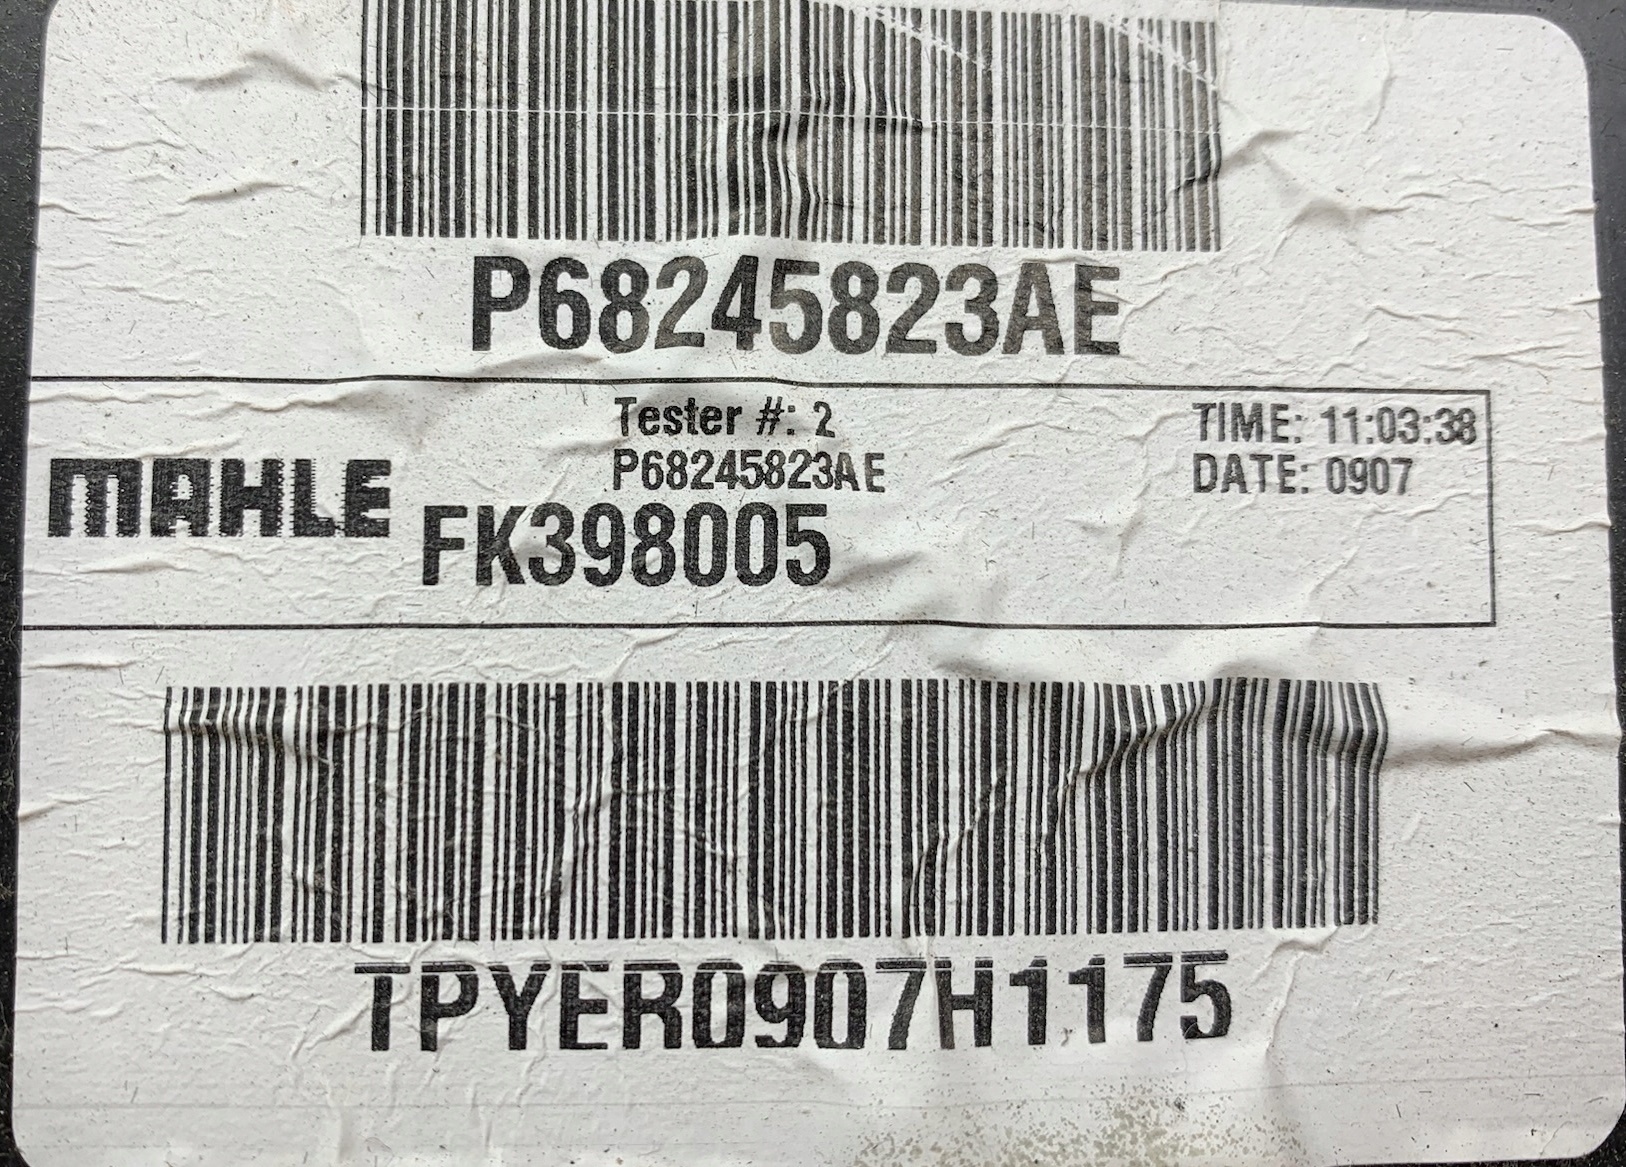 P68245823AE
Tester #: 2
TIME: 11:03:38
P68245823AE
DATE: 0907
MAHLE
FK398005
TPYER0907H1175